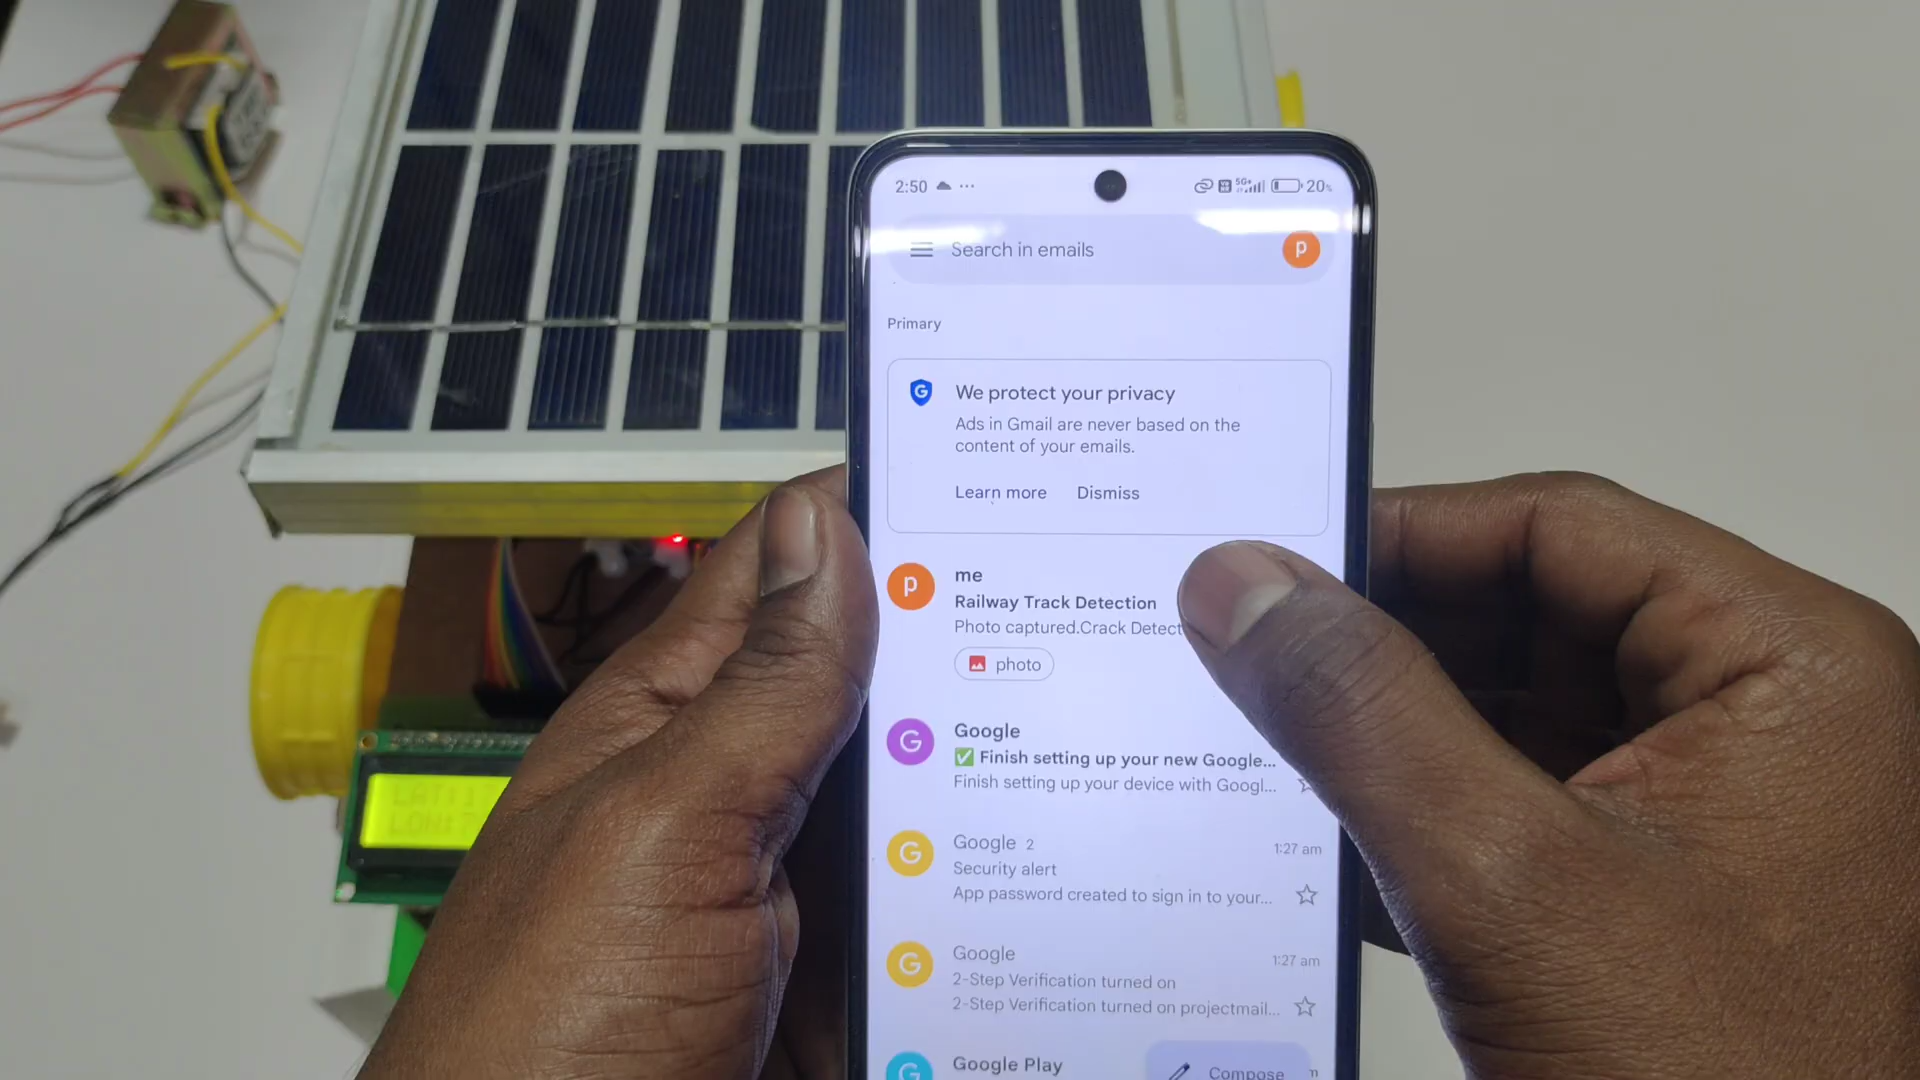 2:50
5G+
20%
Search in emails
P
Primary
We protect your privacy
Ads in Gmail are never based on the
content of your emails.
Learn more Dismiss
me
Railway Track Detection
Photo captured.Crack Detect
photo
Google
✅ Finish setting up your new Google...
Finish setting up your device with Googl...
Google 2
1:27 am
Security alert
App password created to sign in to your...
Google
1:27 am
2-Step Verification turned on
2-Step Verification turned on projectmail...
Google Play
Compose
LAT:1
LON: